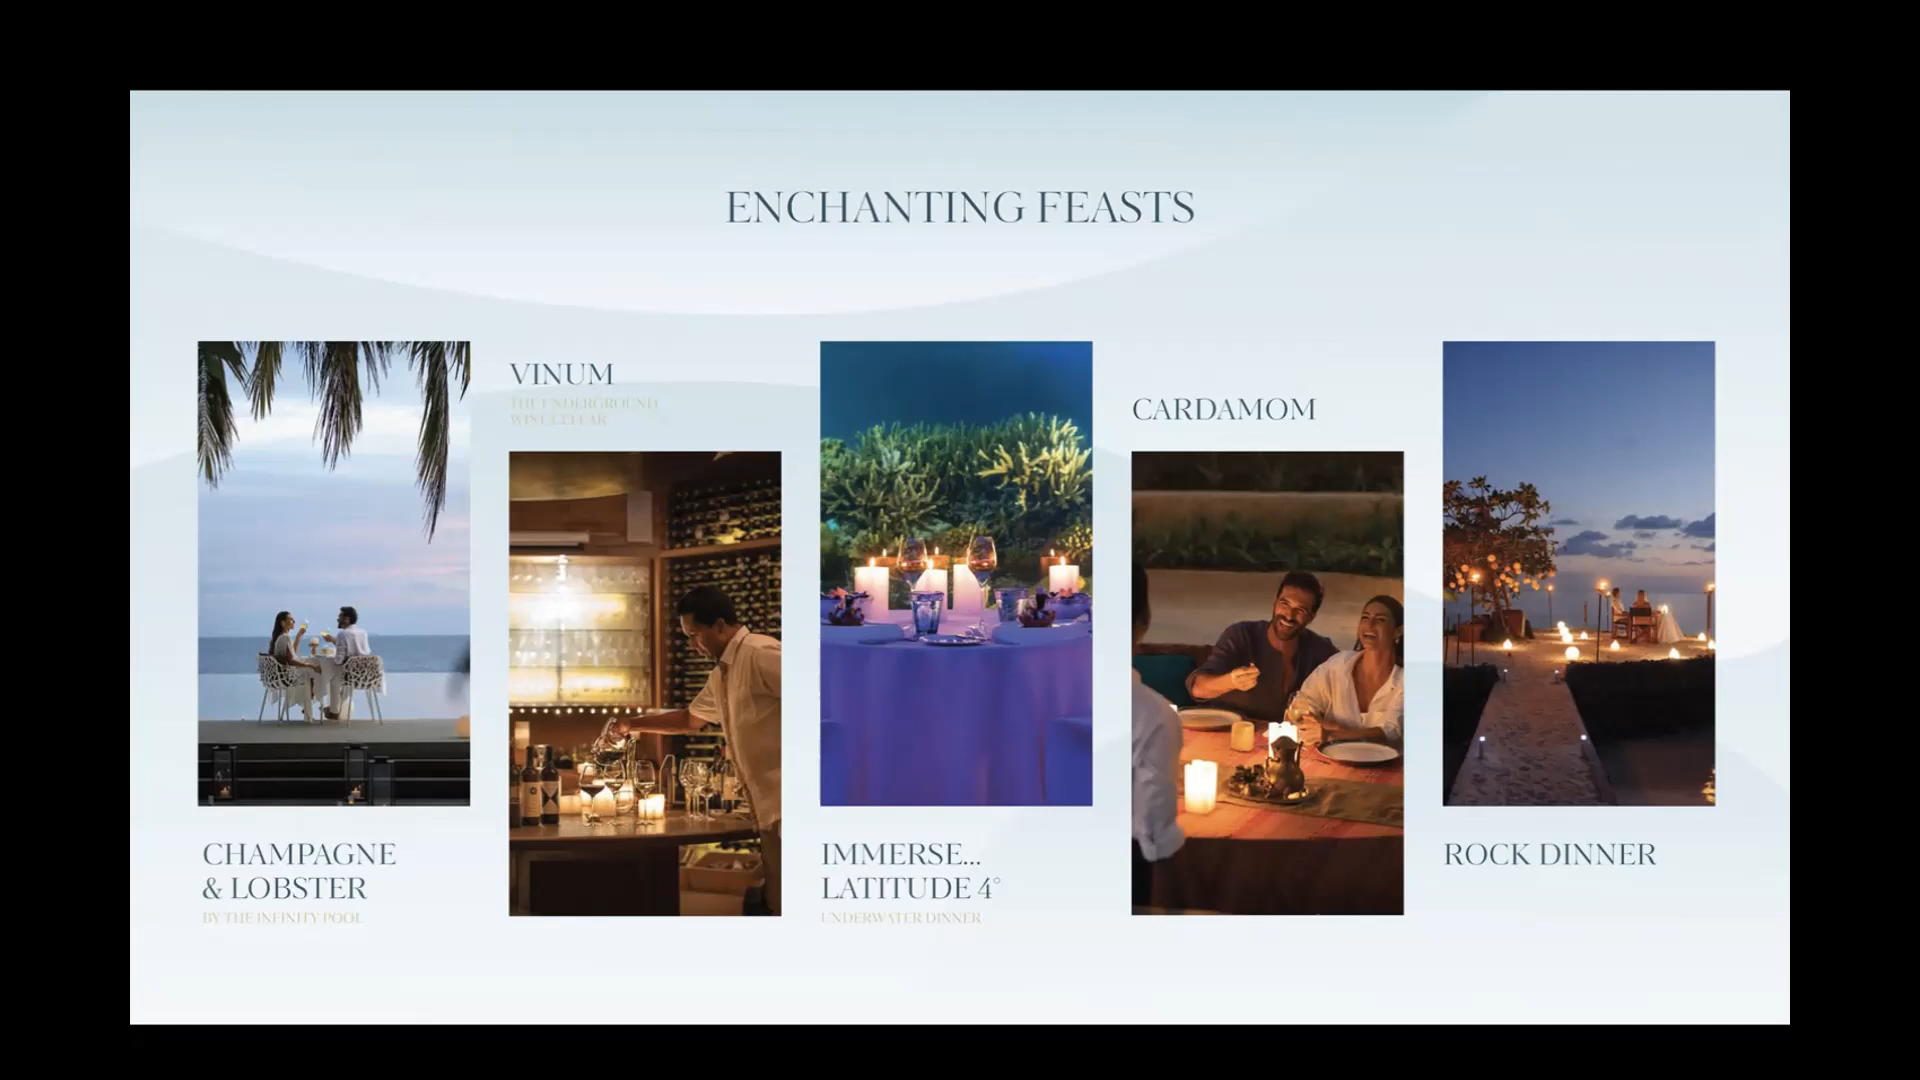 ENCHANTING FEASTS
CHAMPAGNE
& LOBSTER
BY THE INFINITY POOL
VINUM
THE UNDERGROUND
WINE CELLAR
IMMERSE...
LATITUDE 4°
UNDERWATER DINNER
CARDAMOM
ROCK DINNER